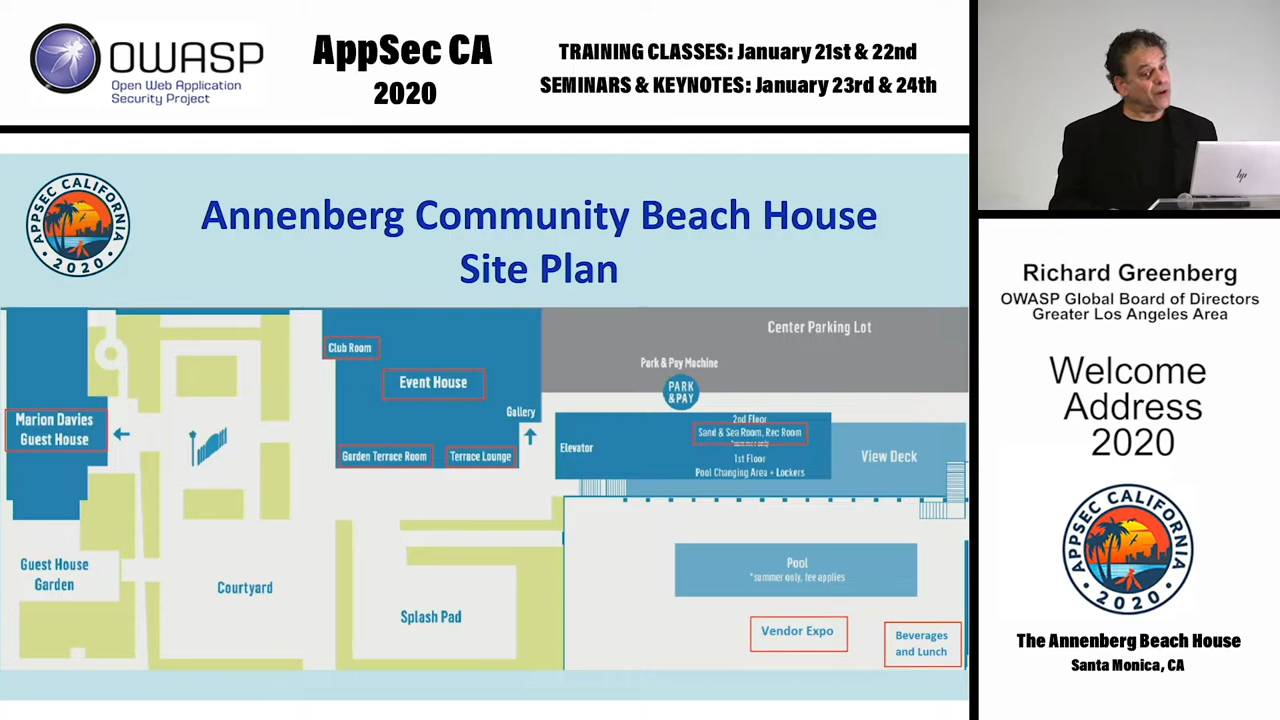 OWASP
Open Web Application
Security Project
AppSec CA
2020
TRAINING CLASSES: January 21st & 22nd
SEMINARS & KEYNOTES: January 23rd & 24th
APPSEC CALIFORNIA
2020
Annenberg Community Beach House
Site Plan
Center Parking Lot
Park & Pay Machine
PARK
&PAY
Club Room
Event House
Gallery
Marion Davies
Guest House
Garden Terrace Room
Terrace Lounge
Elevator
2nd Floor
Sand & Sea Room, Rec Room
*summer only
1st Floor
Pool Changing Area + Lockers
View Deck
Guest House
Garden
Courtyard
Splash Pad
Pool
*summer only, fee applies
Vendor Expo
Beverages
and Lunch
hp
Richard Greenberg
OWASP Global Board of Directors
Greater Los Angeles Area
Welcome
Address
2020
APPSEC CALIFORNIA
2020
The Annenberg Beach House
Santa Monica, CA